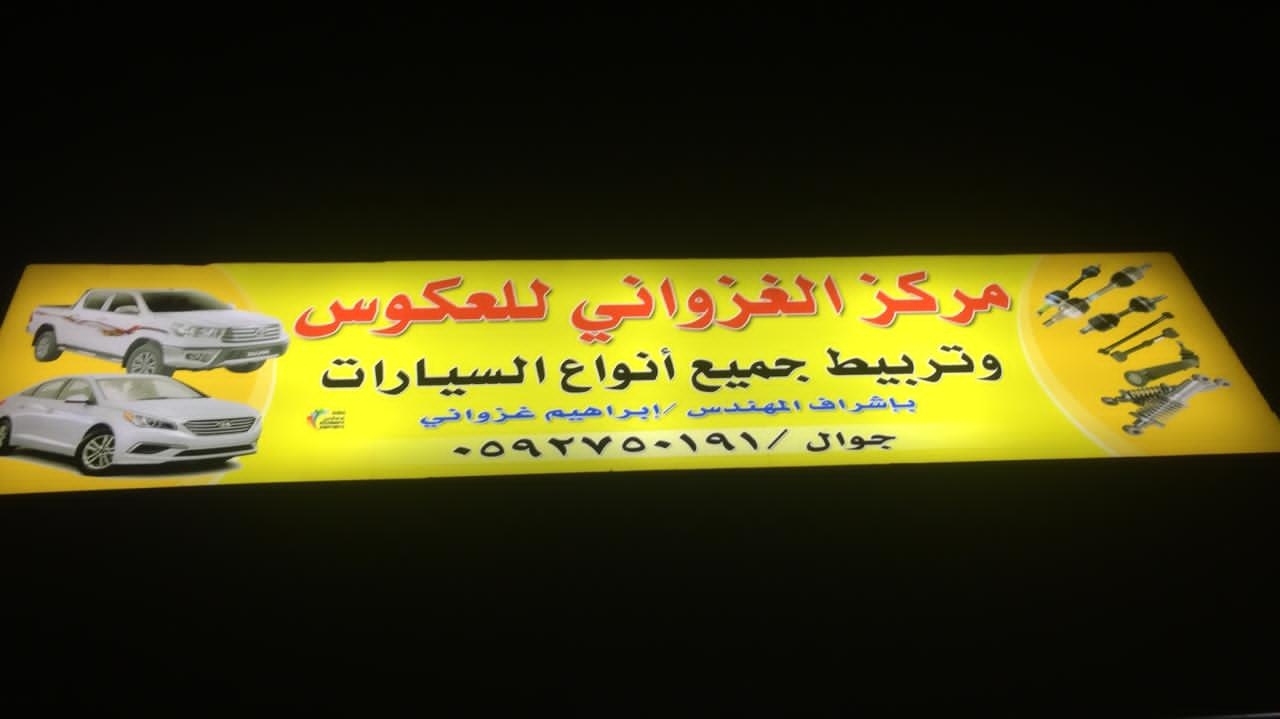 مركز الغزواني للعكوس
وتربيط جميع أنواع السيارات
بإشراف المهندس /إبراهيم غزواني
جوال /٠٥٩٢٧٥٠١٩١